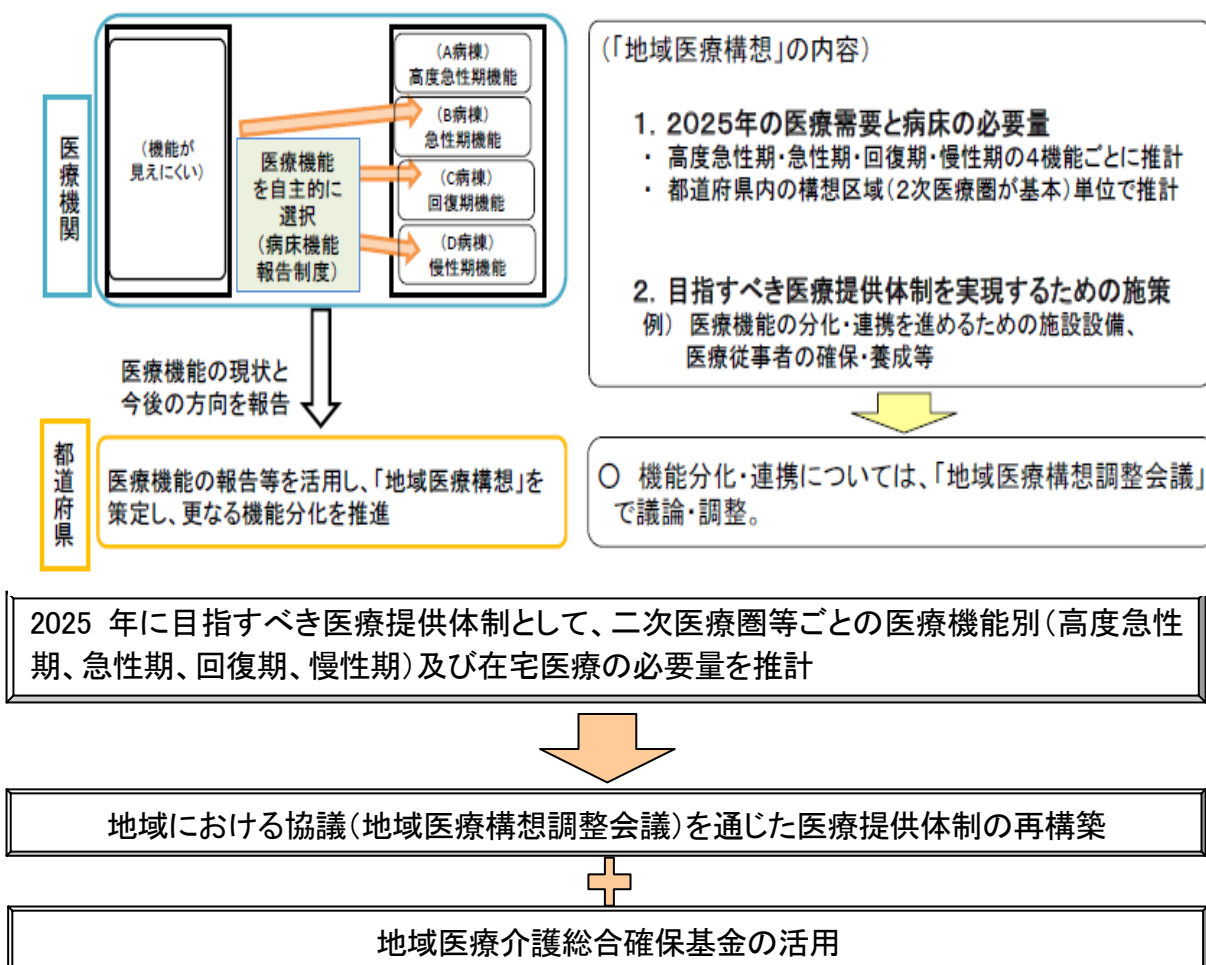 医療機関
(機能が
見えにくい)
医療機能
を自主的に
選択
(病床機能
報告制度)
(A病棟)
高度急性期機能
(B病棟)
急性期機能
(C病棟)
回復期機能
(D病棟)
慢性期機能
医療機能の現状と
今後の方向を報告
都道府県
医療機能の報告等を活用し、「地域医療構想」を
策定し、更なる機能分化を推進
(「地域医療構想」の内容)
1. 2025年の医療需要と病床の必要量
・ 高度急性期・急性期・回復期・慢性期の4機能ごとに推計
・ 都道府県内の構想区域(2次医療圏が基本)単位で推計
2. 目指すべき医療提供体制を実現するための施策
例) 医療機能の分化・連携を進めるための施設設備、
医療従事者の確保・養成等
〇 機能分化・連携については、「地域医療構想調整会議」
で議論・調整。
2025 年に目指すべき医療提供体制として、二次医療圏等ごとの医療機能別(高度急性
期、急性期、回復期、慢性期)及び在宅医療の必要量を推計
地域における協議(地域医療構想調整会議)を通じた医療提供体制の再構築
地域医療介護総合確保基金の活用